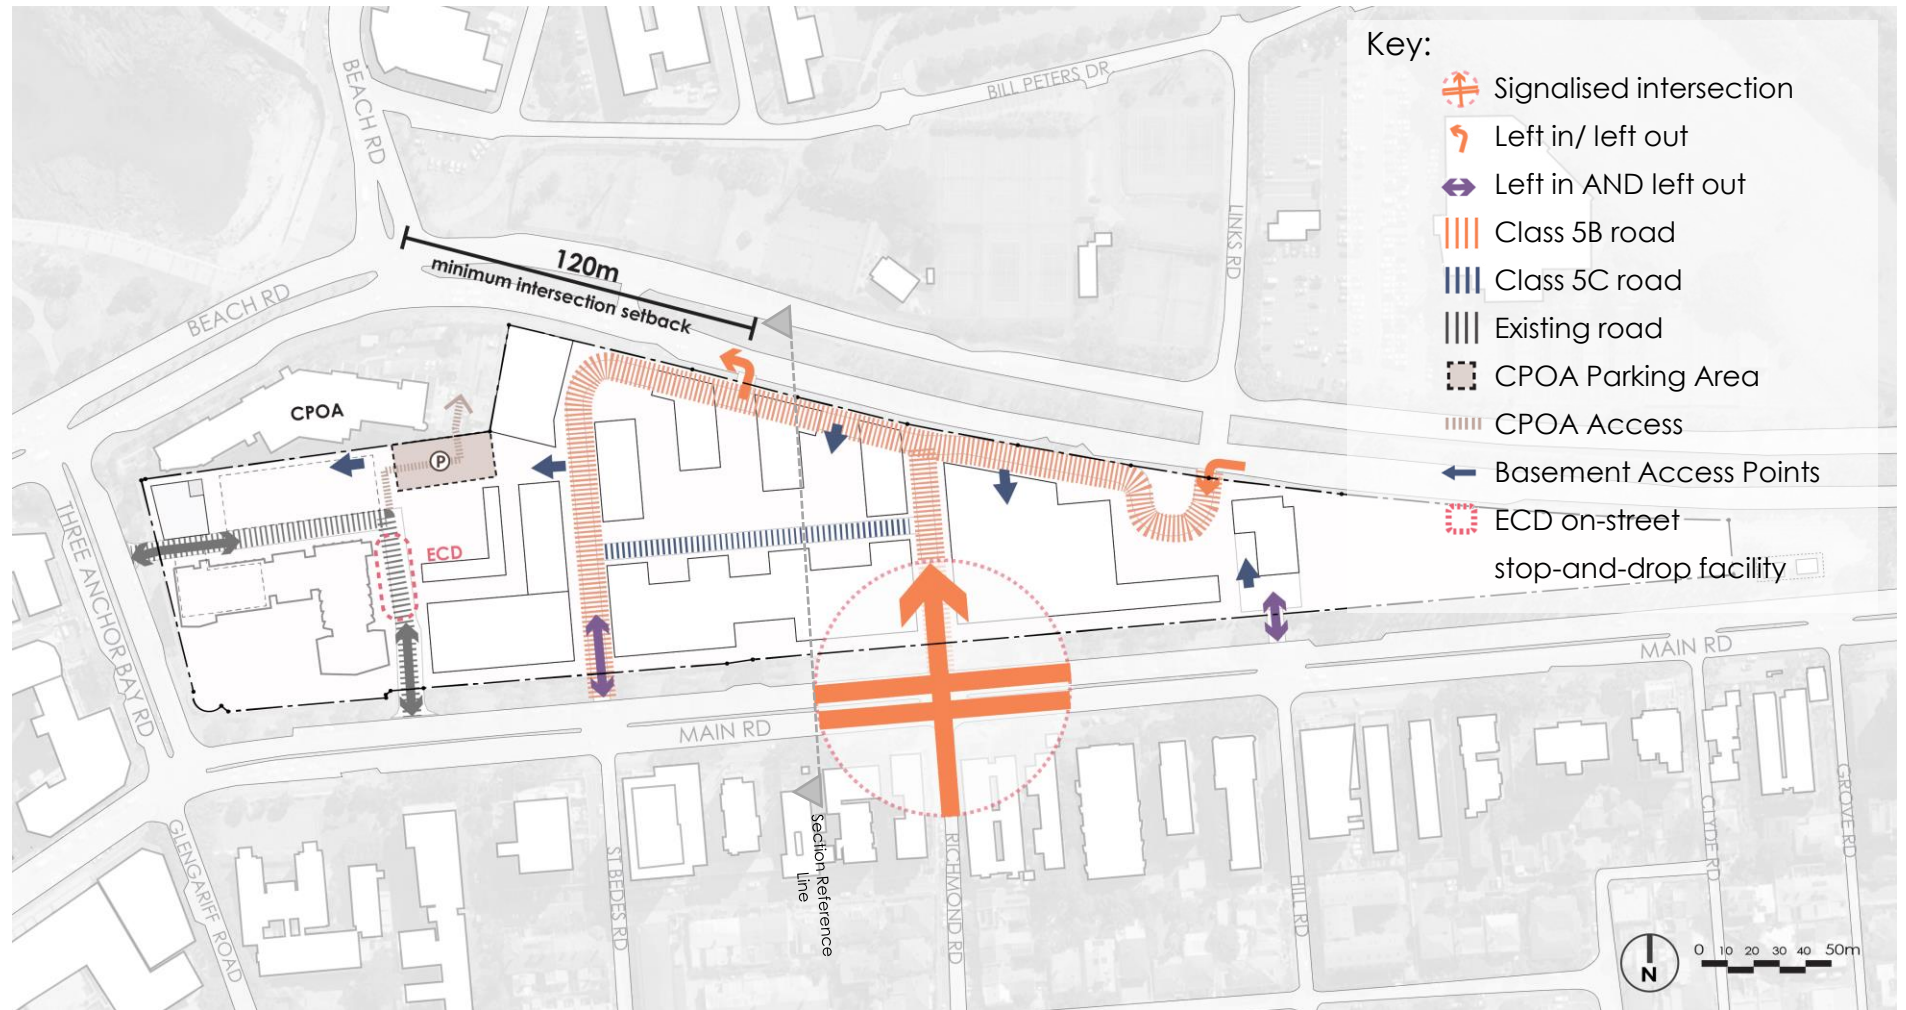 Key:
Signalised intersection
Left in/ left out
Left in AND left out
Class 5B road
Class 5C road
Existing road
CPOA Parking Area
CPOA Access
Basement Access Points
ECD on-street
stop-and-drop facility
BEACH RD
BILL PETERS DR
LINKS RD
120m
minimum intersection setback
BEACH RD
CPOA
P
ECD
THREE ANCHOR BAY RD
MAIN RD
MAIN RD
GLENGARIFF ROAD
ST BEDES RD
Section Reference
Line
RICHMOND RD
HILL RD
CLYDE RD
GROVE RD
N
0 10 20 30 40 50m